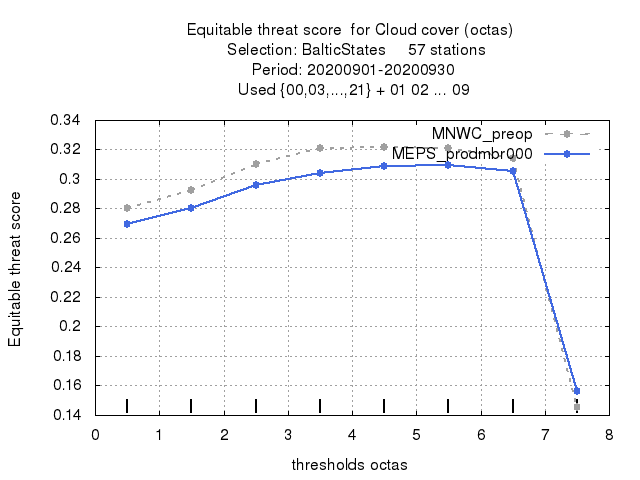 Equitable threat score  for Cloud cover (octas)
Selection: BalticStates     57 stations
Period: 20200901-20200930
Used {00,03,...,21} + 01 02 ... 09
MNWC_preop
MEPS_prodmbr000
Equitable threat score
0.34
0.32
0.3
0.28
0.26
0.24
0.22
0.2
0.18
0.16
0.14
0 1 2 3 4 5 6 7 8
thresholds octas